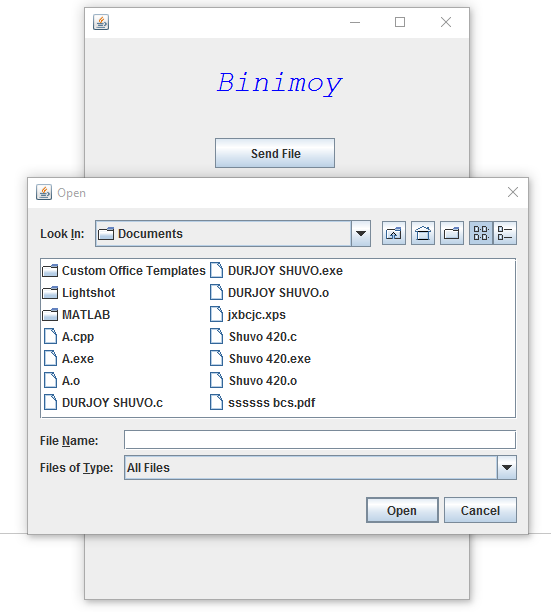 Binimoy
Send File
Open
Look In: Documents
Custom Office Templates
Lightshot
MATLAB
A.cpp
A.exe
A.o
DURJOY SHUVO.c
DURJOY SHUVO.exe
DURJOY SHUVO.o
jxbcjc.xps
Shuvo 420.c
Shuvo 420.exe
Shuvo 420.o
ssssss bcs.pdf
File Name:
Files of Type: All Files
Open Cancel